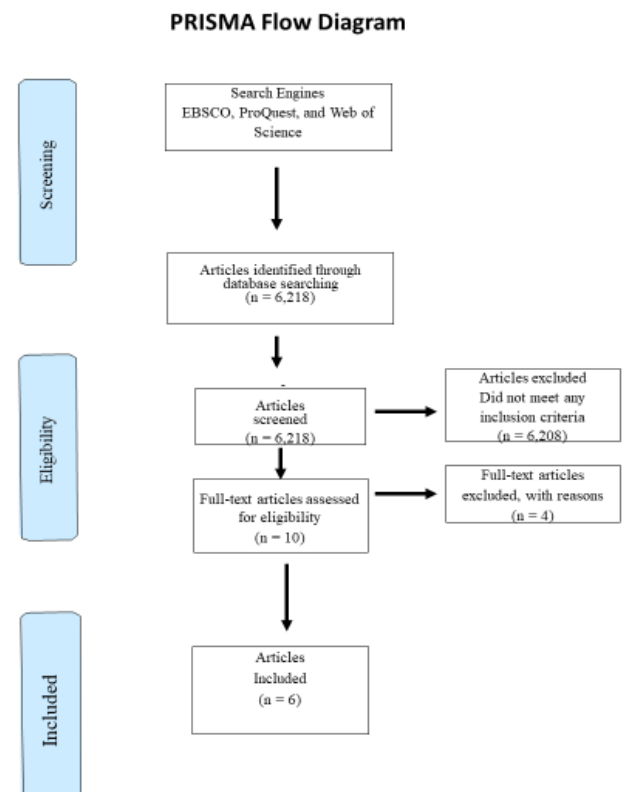 PRISMA Flow Diagram
Screening
Search Engines
EBSCO, ProQuest, and Web of
Science
Articles identified through
database searching
(n = 6,218)
Eligibility
Articles
screened
(n = 6,218)
Articles excluded
Did not meet any
inclusion criteria
(n = 6,208)
Full-text articles assessed
for eligibility
(n = 10)
Full-text articles
excluded, with reasons
(n = 4)
Included
Articles
Included
(n = 6)